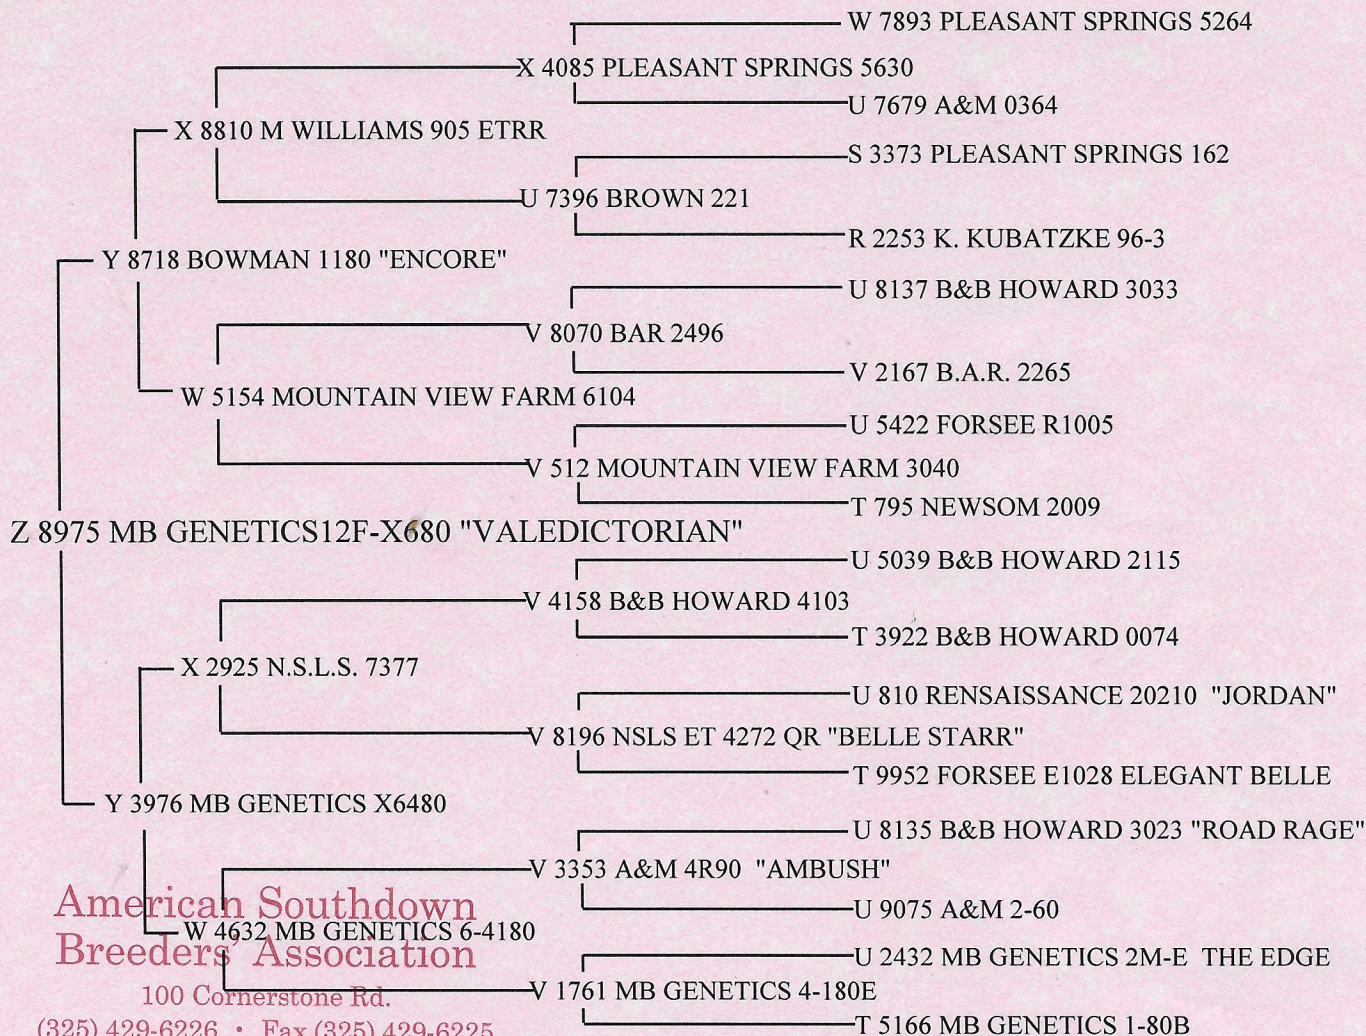 W 7893 PLEASANT SPRINGS 5264
X 4085 PLEASANT SPRINGS 5630
U 7679 A&M 0364
X 8810 M WILLIAMS 905 ETRR
S 3373 PLEASANT SPRINGS 162
U 7396 BROWN 221
R 2253 K. KUBATZKE 96-3
Y 8718 BOWMAN 1180 "ENCORE"
U 8137 B&B HOWARD 3033
V 8070 BAR 2496
V 2167 B.A.R. 2265
W 5154 MOUNTAIN VIEW FARM 6104
U 5422 FORSEE R1005
V 512 MOUNTAIN VIEW FARM 3040
T 795 NEWSOM 2009
Z 8975 MB GENETICS12F-X680 "VALEDICTORIAN"
U 5039 B&B HOWARD 2115
V 4158 B&B HOWARD 4103
T 3922 B&B HOWARD 0074
X 2925 N.S.L.S. 7377
U 810 RENSAISSANCE 20210 "JORDAN"
V 8196 NSLS ET 4272 QR "BELLE STARR"
T 9952 FORSEE E1028 ELEGANT BELLE
Y 3976 MB GENETICS X6480
U 8135 B&B HOWARD 3023 "ROAD RAGE"
V 3353 A&M 4R90 "AMBUSH"
U 9075 A&M 2-60
W 4632 MB GENETICS 6-4180
U 2432 MB GENETICS 2M-E THE EDGE
V 1761 MB GENETICS 4-180E
T 5166 MB GENETICS 1-80B
American Southdown
Breeders' Association
100 Cornerstone Rd.
(325) 429-6226 • Fax (325) 429-6225